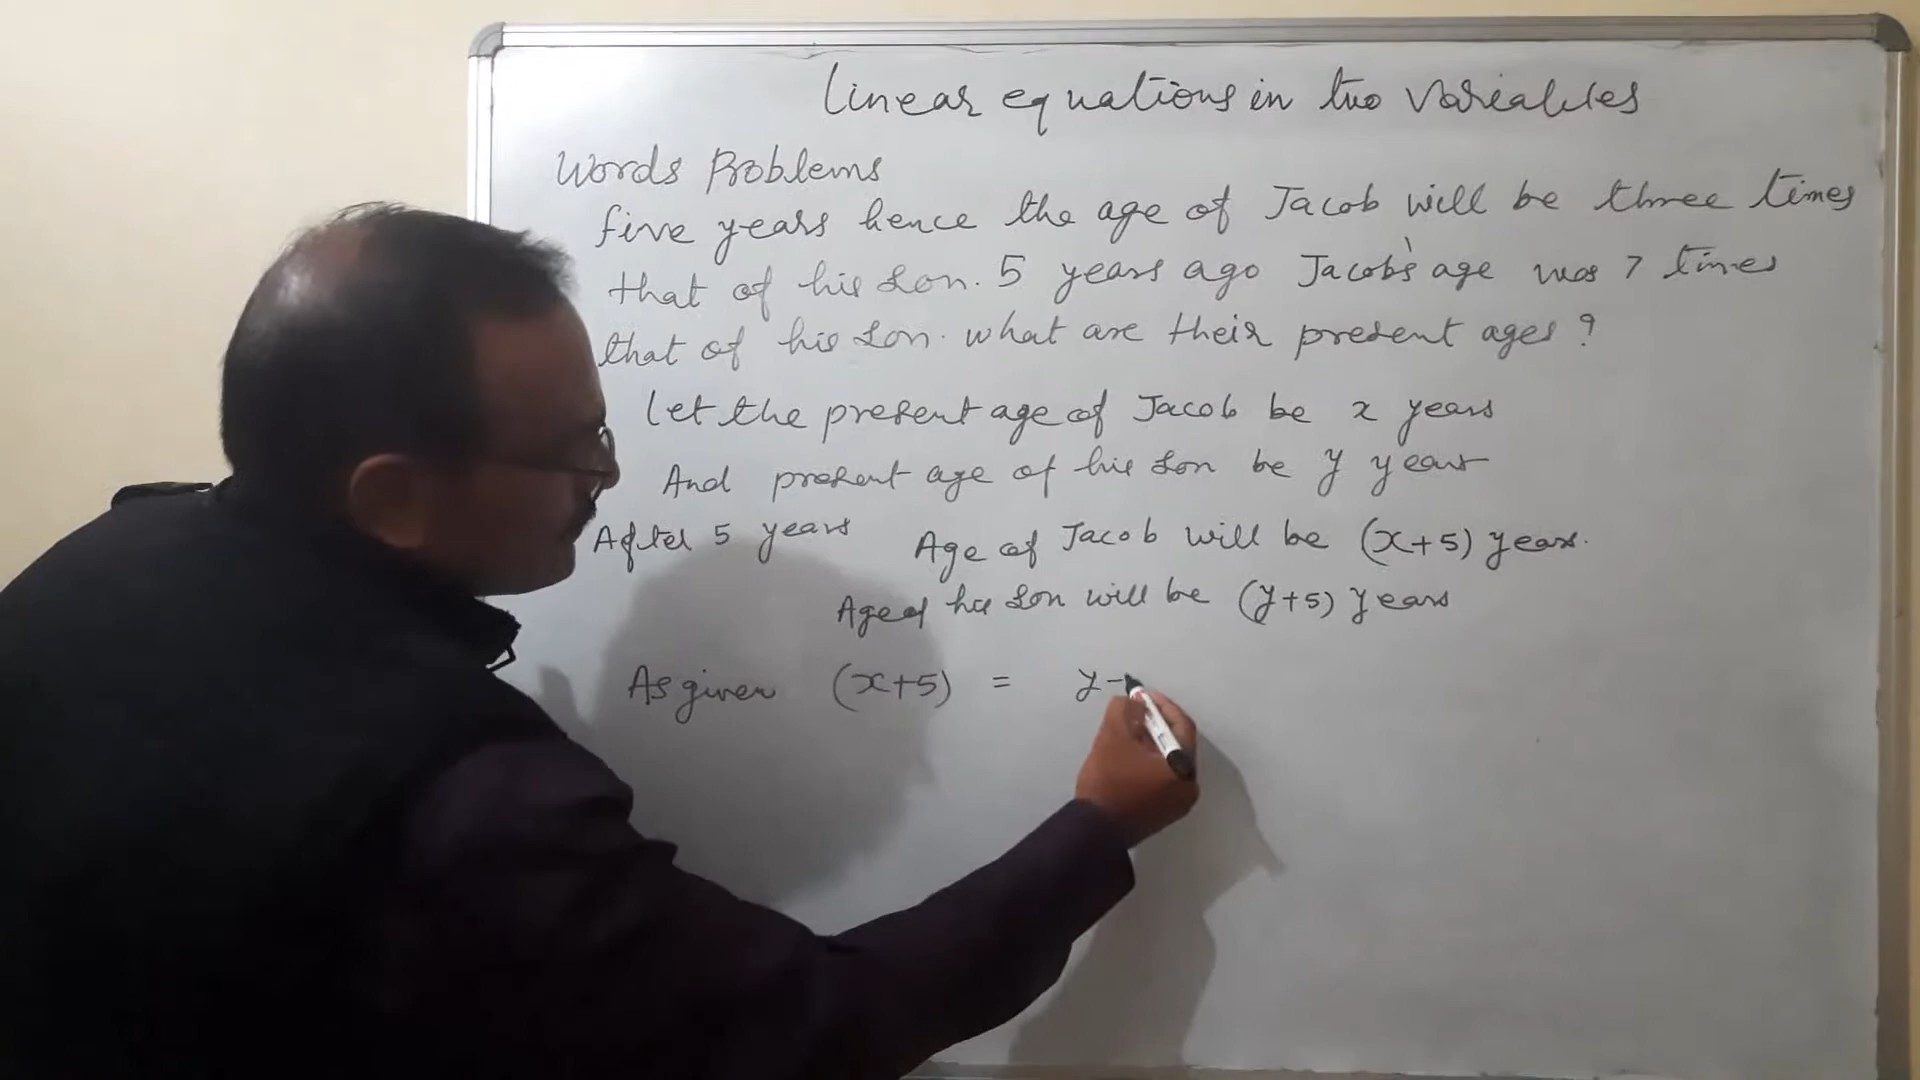 Linear equations in two variables
Words Problems
five years hence the age of Jacob will be three times
that of his son. 5 years ago Jacob's age was 7 times
that of his son. what are their present ages?
Let the present age of Jacob be x years
And present age of his son be y years
After 5 years Age of Jacob will be (x+5) years.
Age of his son will be (y+5) years
As given (x+5) = y-